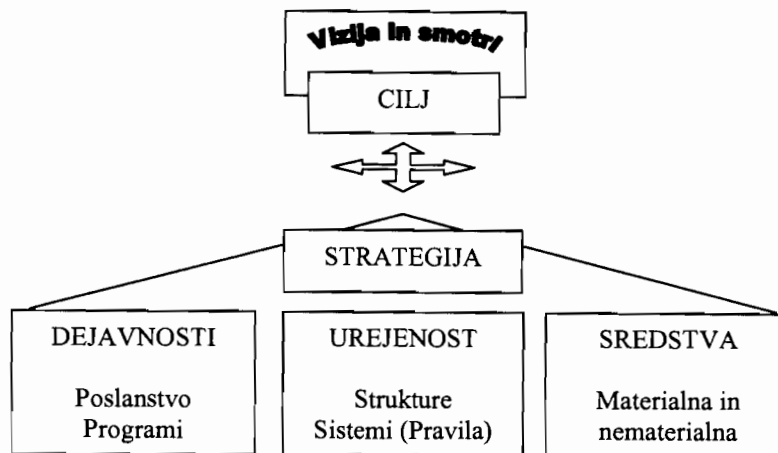 Vizija in smotri
CILJ
STRATEGIJA
DEJAVNOSTI
Poslanstvo
Programi
UREJENOST
Strukture
Sistemi (Pravila)
SREDSTVA
Materialna in
nematerialna